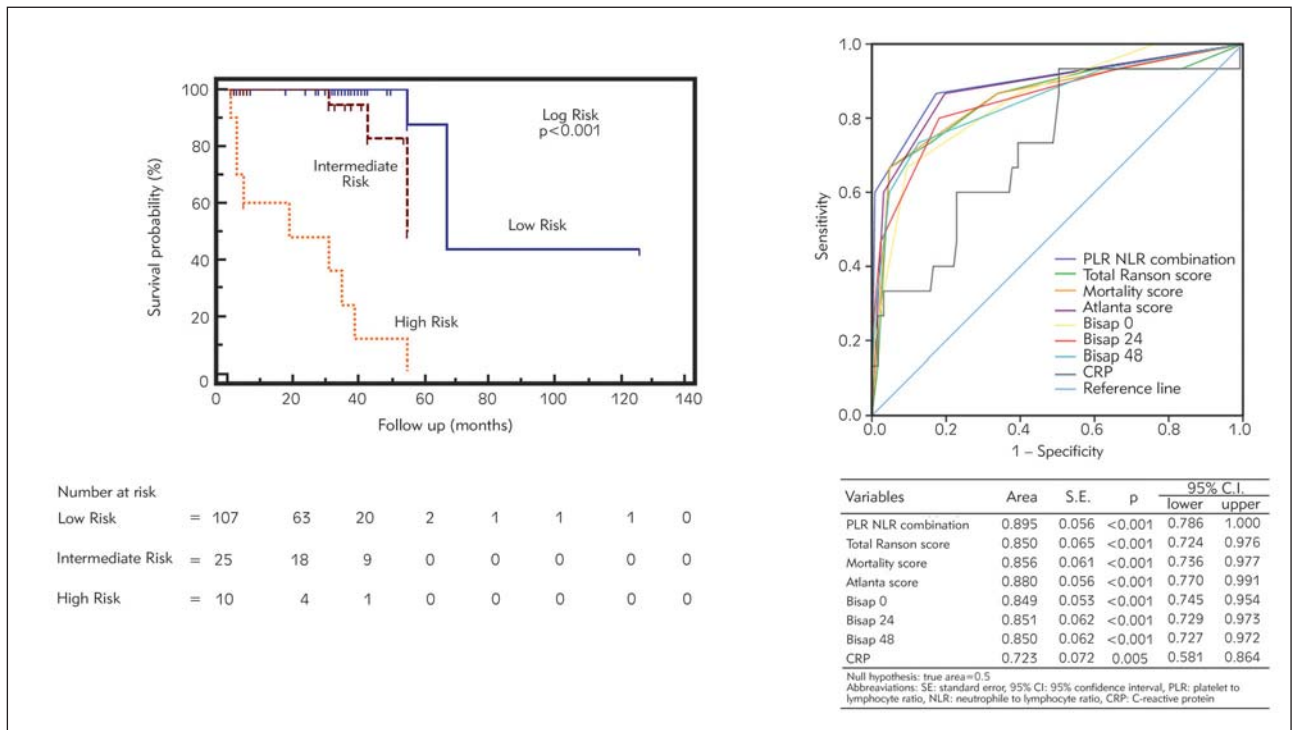 100
80
60
40
20
0
Survival probability (%)
Log Risk
p<0.001
Intermediate
Risk
Low Risk
High Risk
0 20 40 60 80 100 120 140
Follow up (months)
Number at risk
Low Risk = 107 63 20 2 1 1 1 0
Intermediate Risk = 25 18 9 0 0 0 0 0
High Risk = 10 4 1 0 0 0 0 0
1.0
0.8
0.6
0.4
0.2
0.0
Sensitivity
PLR NLR combination
Total Ranson score
Mortality score
Atlanta score
Bisap 0
Bisap 24
Bisap 48
CRP
Reference line
0.0 0.2 0.4 0.6 0.8 1.0
1 – Specificity
Variables Area S.E. p 95% C.I.
lower upper
PLR NLR combination 0.895 0.056 <0.001 0.786 1.000
Total Ranson score 0.850 0.065 <0.001 0.724 0.976
Mortality score 0.856 0.061 <0.001 0.736 0.977
Atlanta score 0.880 0.056 <0.001 0.770 0.991
Bisap 0 0.849 0.053 <0.001 0.745 0.954
Bisap 24 0.851 0.062 <0.001 0.729 0.973
Bisap 48 0.850 0.062 <0.001 0.727 0.972
CRP 0.723 0.072 0.005 0.581 0.864
Null hypothesis: true area=0.5
Abbreviations: SE: standard error, 95% CI: 95% confidence interval, PLR: platelet to
lymphocyte ratio, NLR: neutrophile to lymphocyte ratio, CRP: C-reactive protein